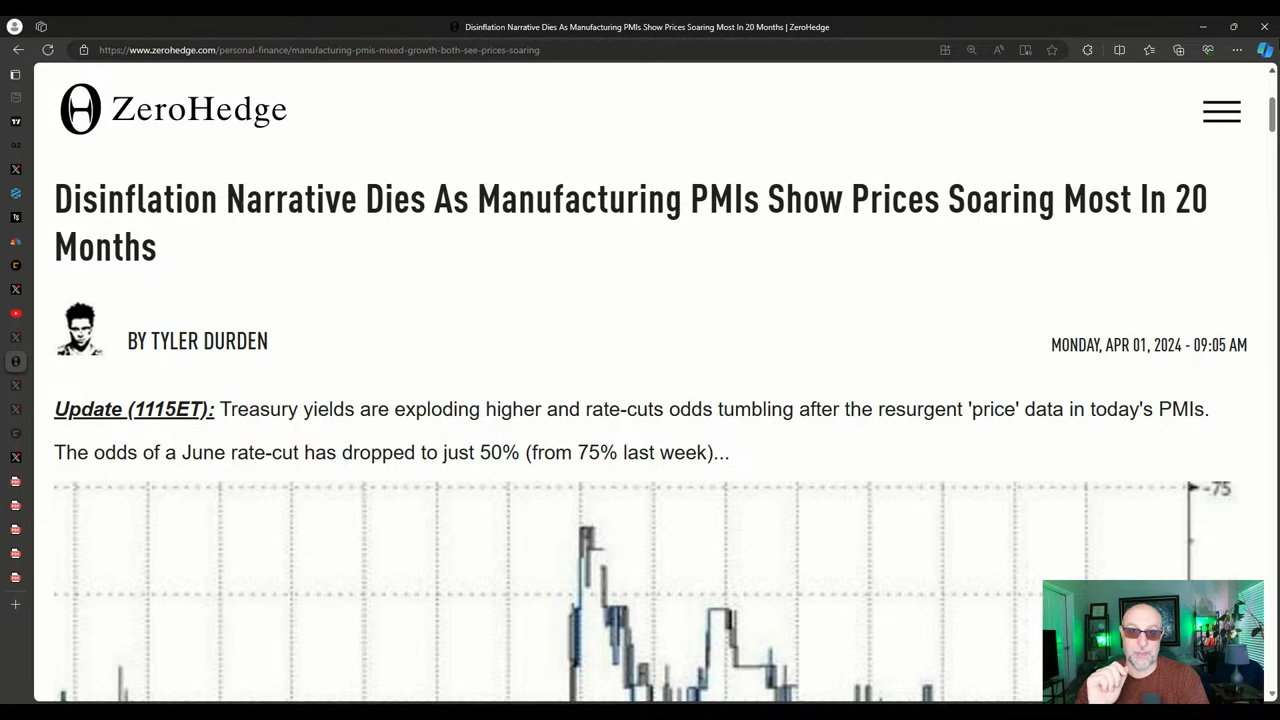 Disinflation Narrative Dies As Manufacturing PMIs Show Prices Soaring Most In 20 Months | ZeroHedge
https://www.zerohedge.com/personal-finance/manufacturing-pmis-mixed-growth-both-see-prices-soaring
ZeroHedge
Disinflation Narrative Dies As Manufacturing PMIs Show Prices Soaring Most In 20
Months
BY TYLER DURDEN
MONDAY, APR 01, 2024 - 09:05 AM
Update (1115ET): Treasury yields are exploding higher and rate-cuts odds tumbling after the resurgent 'price' data in today's PMIs.
The odds of a June rate-cut has dropped to just 50% (from 75% last week)...
-75